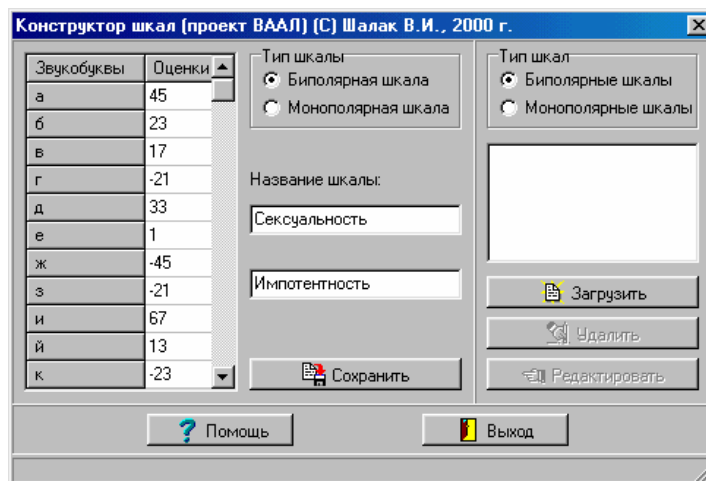 Конструктор шкал (проект ВААЛ) (C) Шалак В.И., 2000 г.
Звукобуквы Оценки
а 45
б 23
в 17
г -21
д 33
е 1
ж -45
з -21
и 67
й 13
к -23
Тип шкалы
Биполярная шкала
Монополярная шкала
Название шкалы:
Сексуальность
Импотентность
Сохранить
Тип шкал
Биполярные шкалы
Монополярные шкалы
Загрузить
Удалить
Редактировать
Помощь
Выход